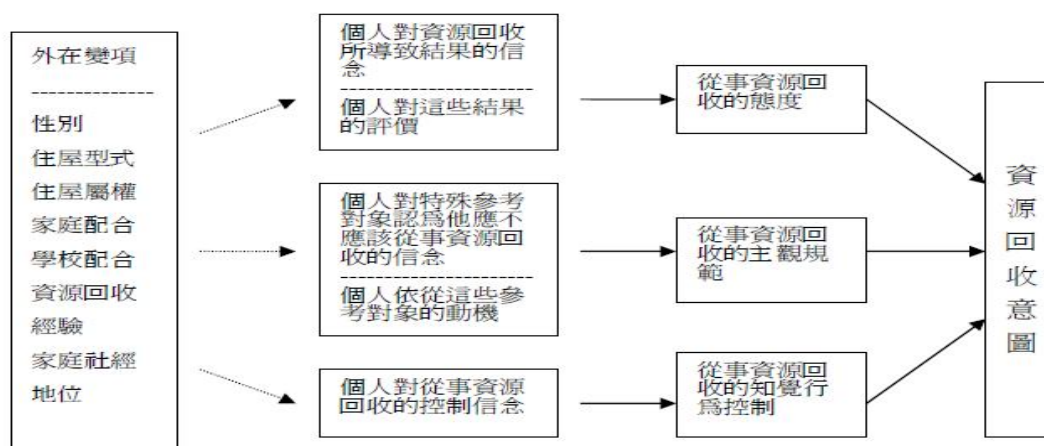 外在變項
--------------
性別
住屋型式
住屋屬權
家庭配合
學校配合
資源回收
經驗
家庭社經
地位
個人對資源回收
所導致結果的信
念
----------------------
個人對這些結果
的評價
個人對特殊參考
對象認為他應不
應該從事資源回
收的信念
----------------------
個人依從這些參
考對象的動機
個人對從事資源
回收的控制信念
從事資源回
收的態度
從事資源回
收的主觀規
範
從事資源回
收的知覺行
為控制
資
源
回
收
意
圖